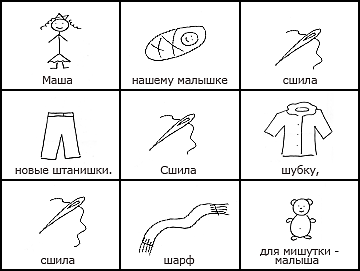 Маша
нашему малышке
сшила
новые штанишки.
Сшила
шубку,
сшила
шарф
для мишутки -
малыша